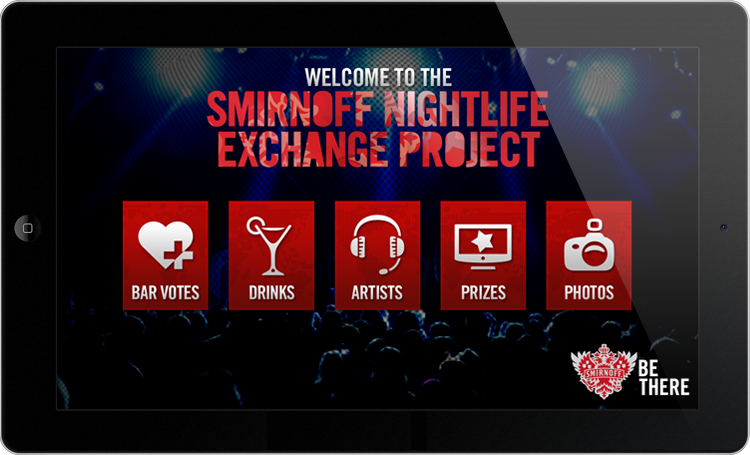 WELCOME TO THE
SMIRNOFF NIGHTLIFE
EXCHANGE PROJECT
BAR VOTES
DRINKS
ARTISTS
PRIZES
PHOTOS
SMIRNOFF
BE
THERE